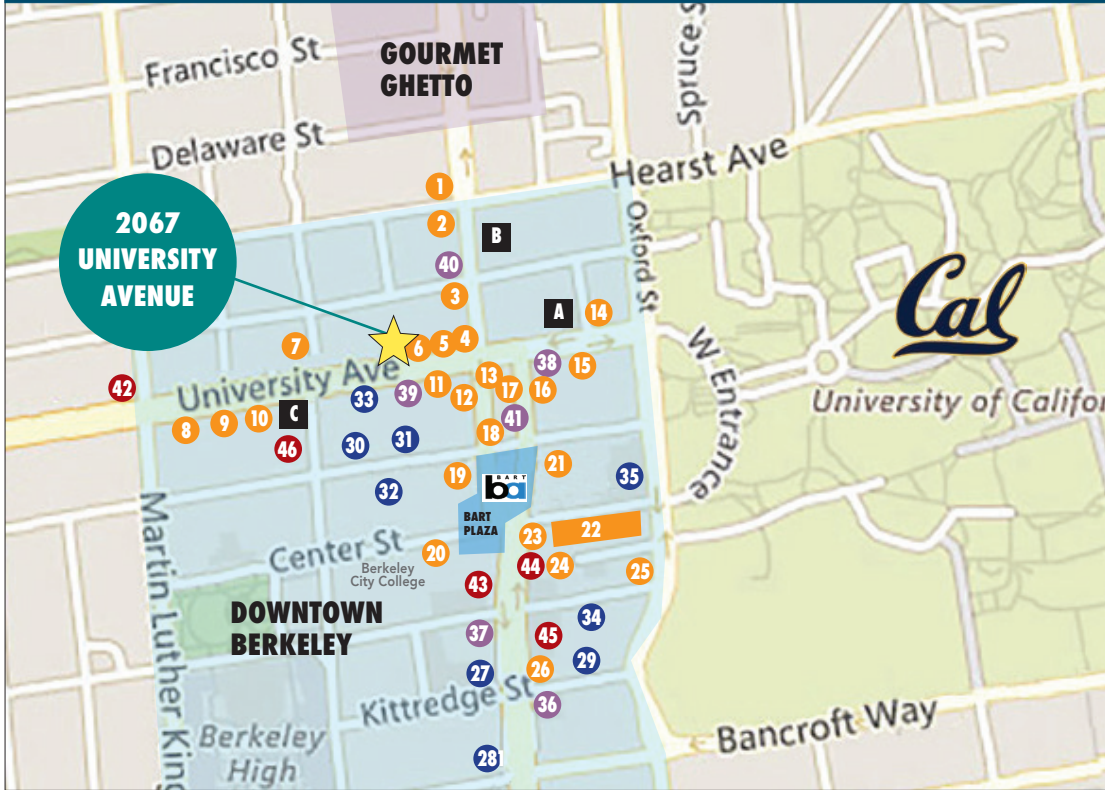 GOURMET
GHETTO
Francisco St
Delaware St
Spruce S
Hearst Ave
Oxford St
2067
UNIVERSITY
AVENUE
1
2
B
40
3
A
14
7
6
5
4
University Ave
42
38
15
13
17
16
39
11
12
33
41
8
9
10
C
46
30
31
18
W Entrance
Cal
University of Califor
32
19
BART
ba
21
35
BART
PLAZA
23
22
Center St
20
Berkeley
City College
44
24
25
43
Martin Luther King
DOWNTOWN
BERKELEY
34
37
45
29
27
26
Kittredge St
36
Bancroft Way
Berkeley
High
281